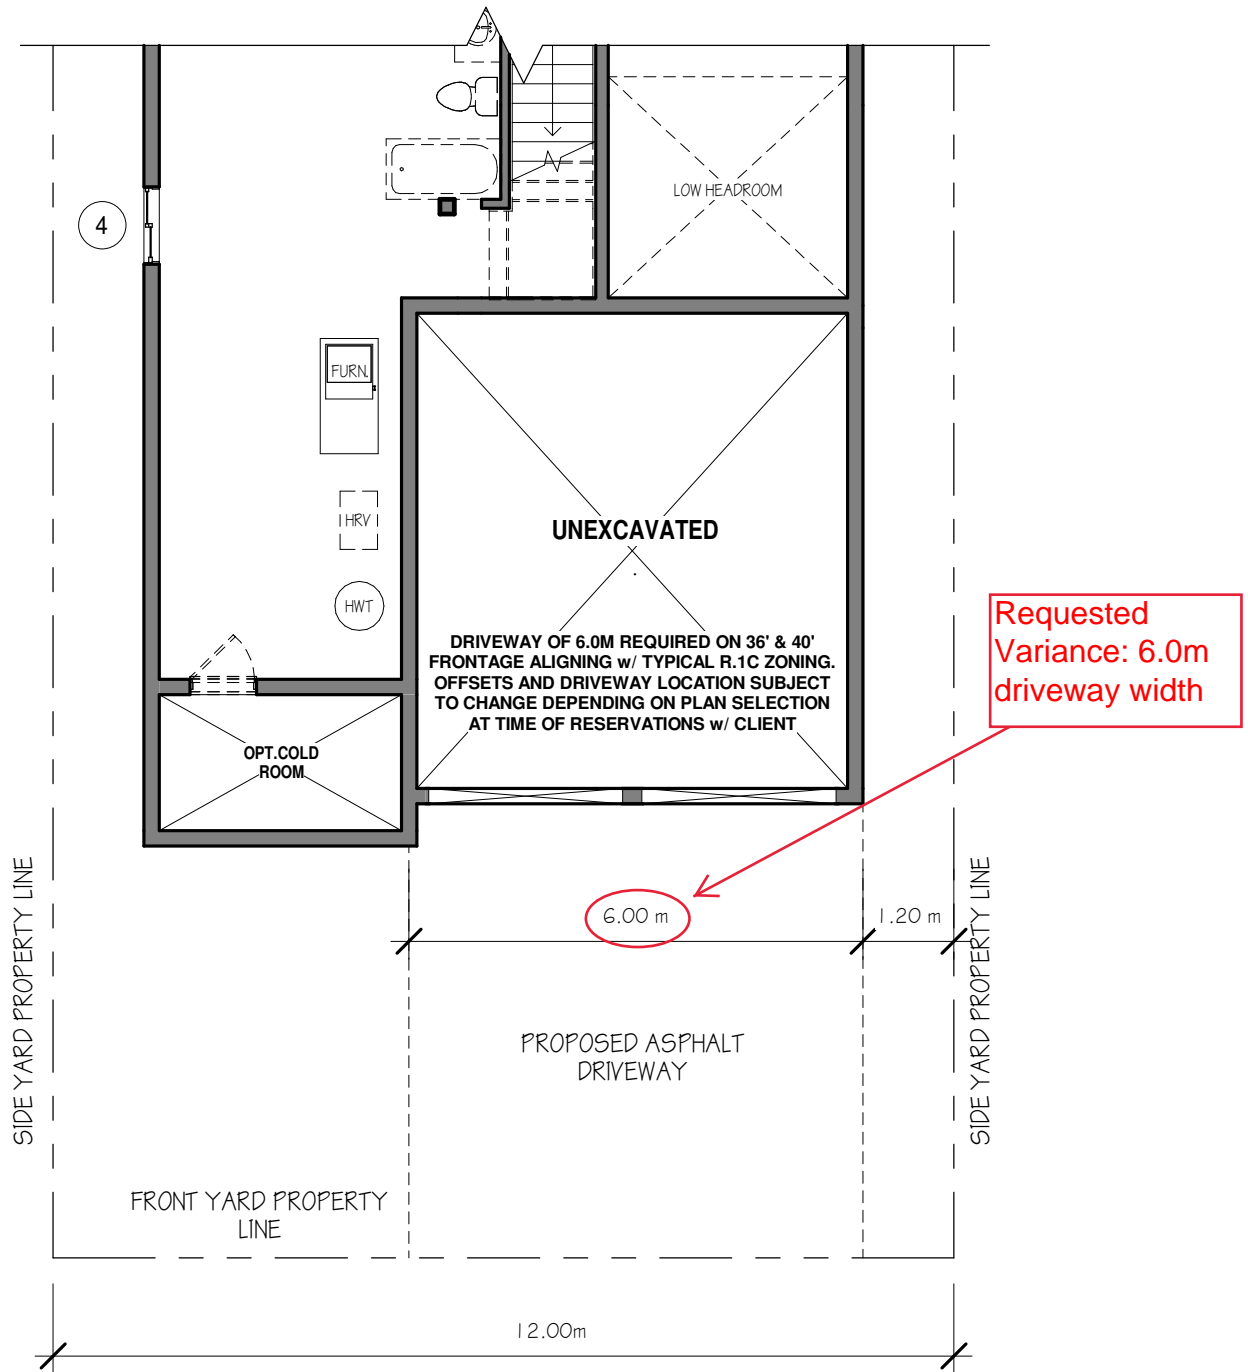 LOW HEADROOM
4
FURN.
HRV
UNEXCAVATED
HWT
DRIVEWAY OF 6.0M REQUIRED ON 36' & 40'
FRONTAGE ALIGNING w/ TYPICAL R.1C ZONING.
OFFSETS AND DRIVEWAY LOCATION SUBJECT
TO CHANGE DEPENDING ON PLAN SELECTION
AT TIME OF RESERVATIONS w/ CLIENT
Requested
Variance: 6.0m
driveway width
OPT.COLD
ROOM
SIDE YARD PROPERTY LINE
6.00 m
1.20 m
SIDE YARD PROPERTY LINE
PROPOSED ASPHALT
DRIVEWAY
FRONT YARD PROPERTY
LINE
12.00m